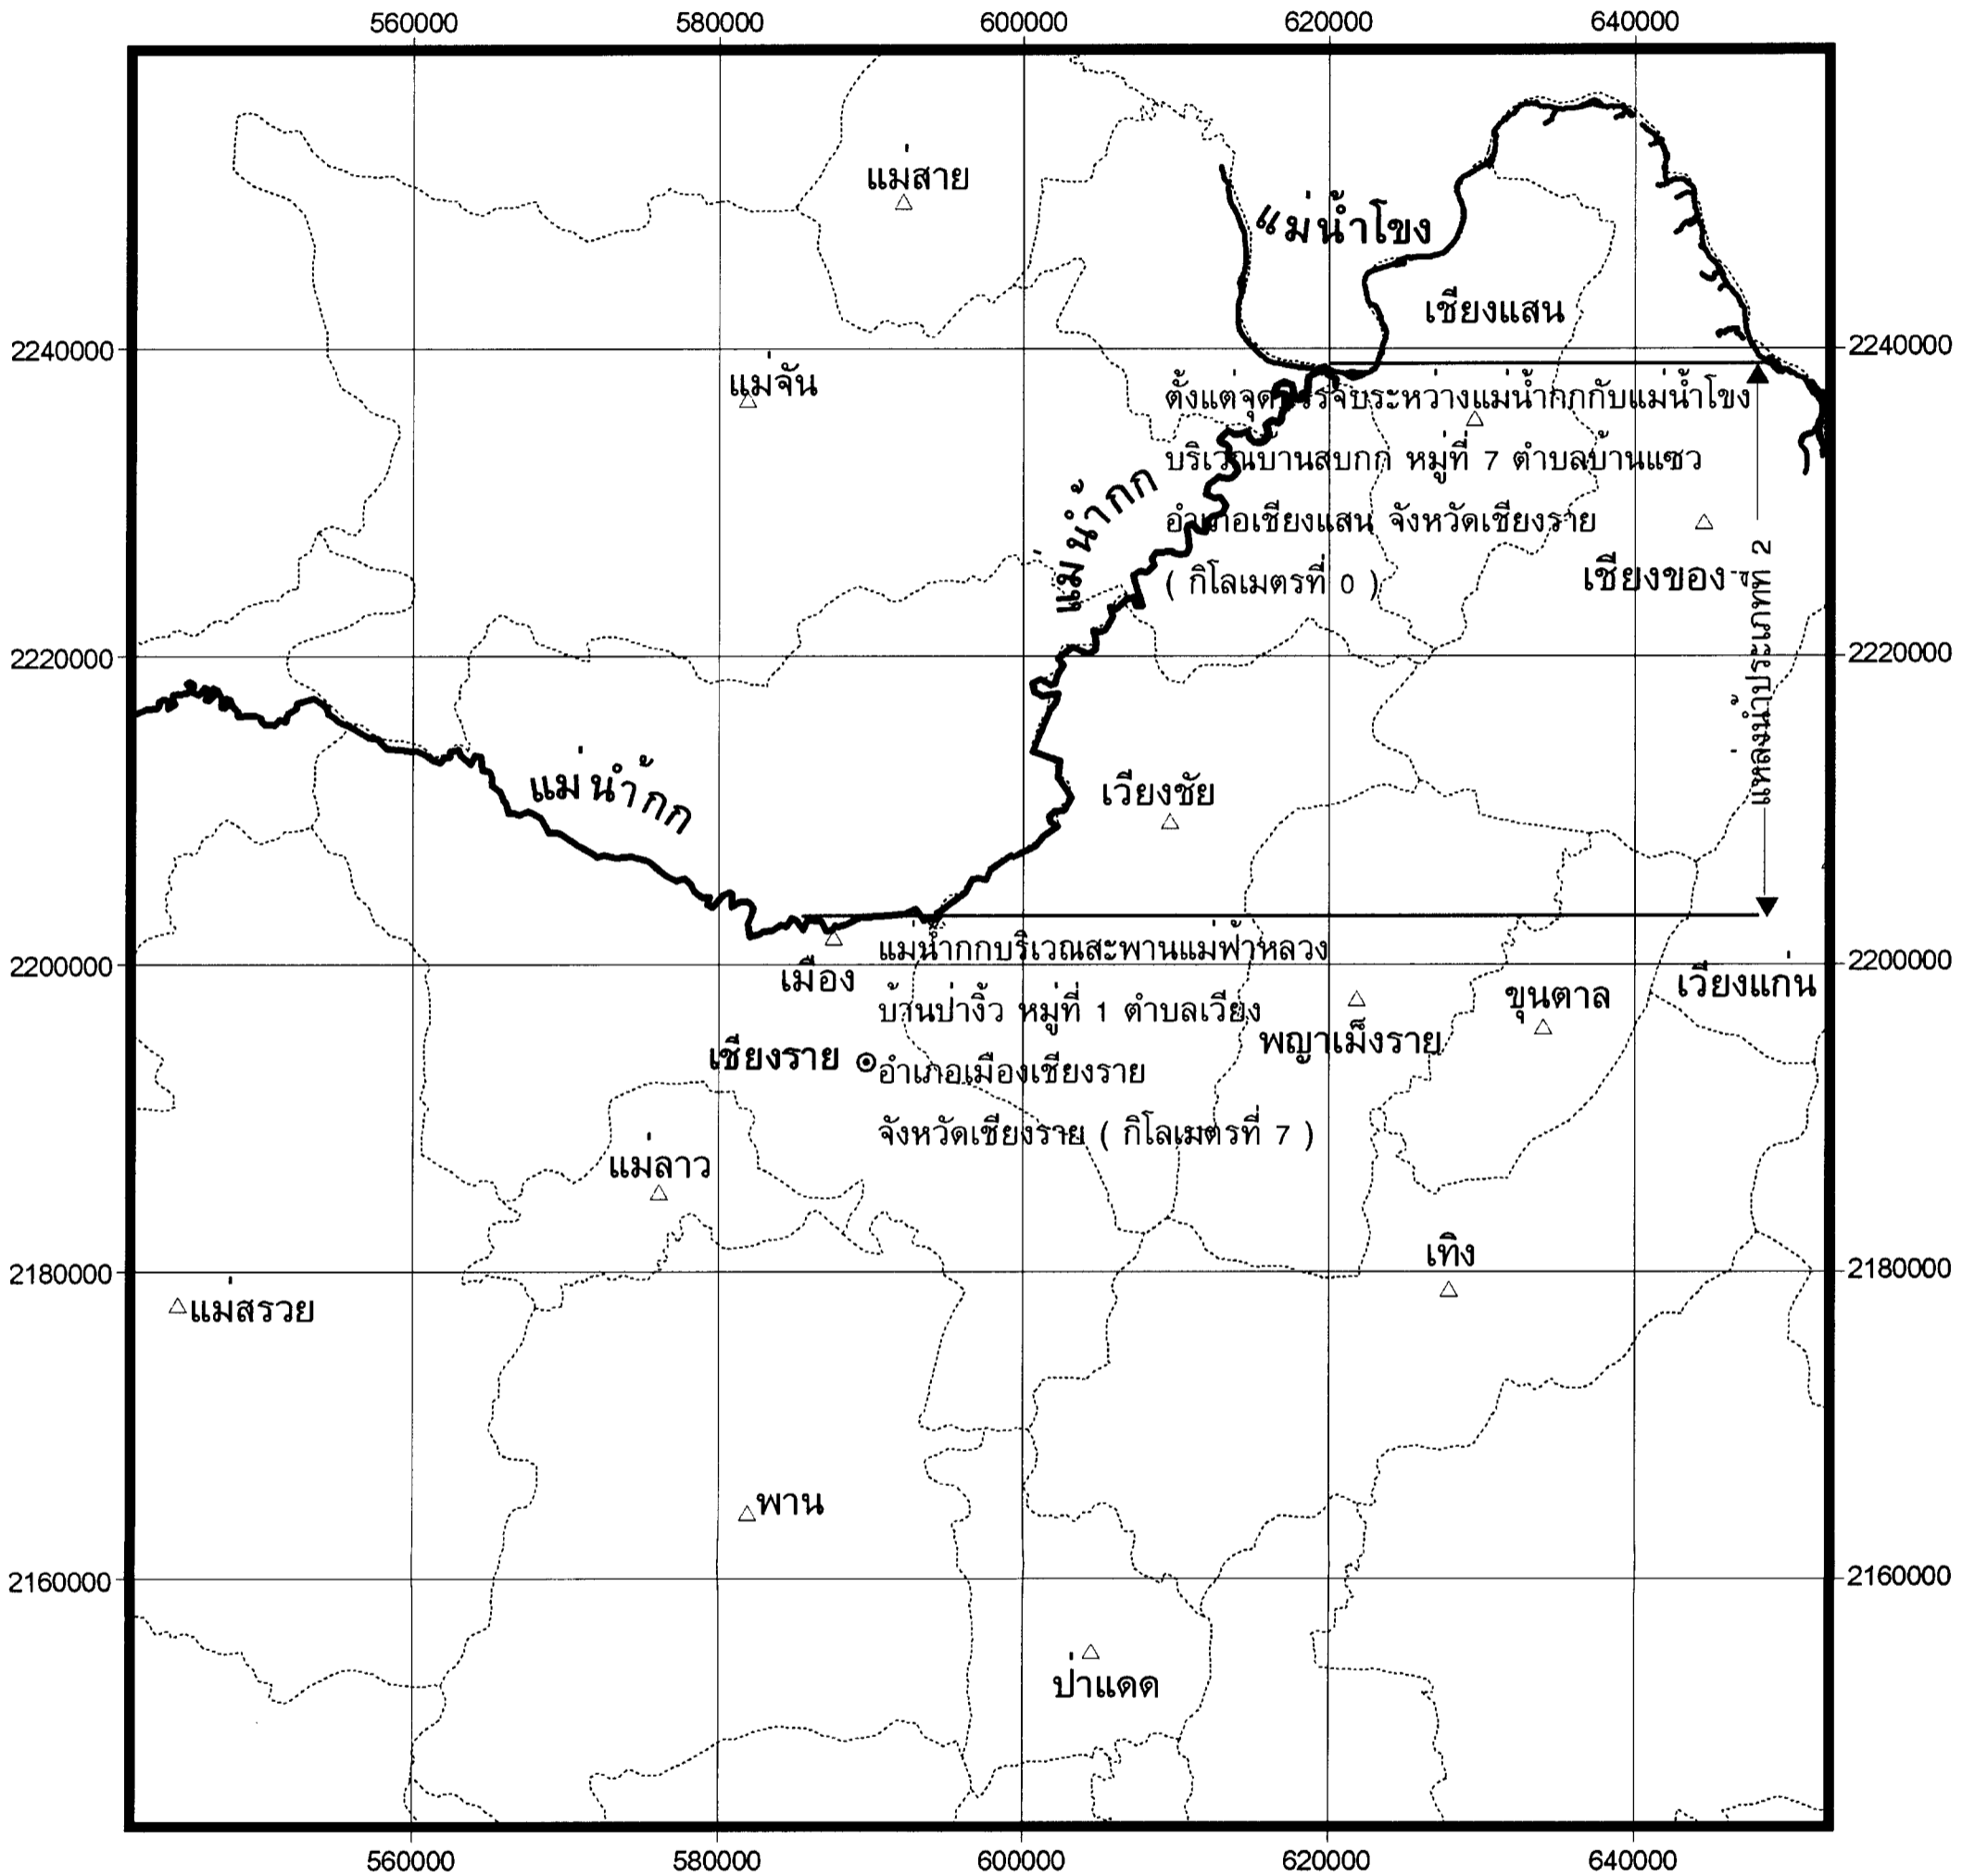 560000 580000 600000 620000 640000
แม่สาย
แม่น้ำโขง
เชียงแสน
2240000 2240000
แม่จัน
ตั้งแต่จุดบรรจบระหว่างแม่น้ำกกกับแม่น้ำโขง
บริเวณบ้านสบกก หมู่ที่ 7 ตำบลบ้านแซว
แม่น้ำกก
อำเภอเชียงแสน จังหวัดเชียงราย
( กิโลเมตรที่ 0 )
เชียงของ
แหล่งน้ำประเภทที่ 2
2220000 2220000
แม่น้ำกก
เวียงชัย
แม่น้ำกกบริเวณสะพานแม่ฟ้าหลวง
2200000 2200000
เมือง
เวียงแก่น
ขุนตาล
บ้านป่างิ้ว หมู่ที่ 1 ตำบลเวียง
พญาเม็งราย
เชียงราย
อำเภอเมืองเชียงราย
จังหวัดเชียงราย ( กิโลเมตรที่ 7 )
แม่ลาว
เทิง
2180000 2180000
แม่สรวย
พาน
2160000 2160000
ป่าแดด
560000 580000 600000 620000 640000